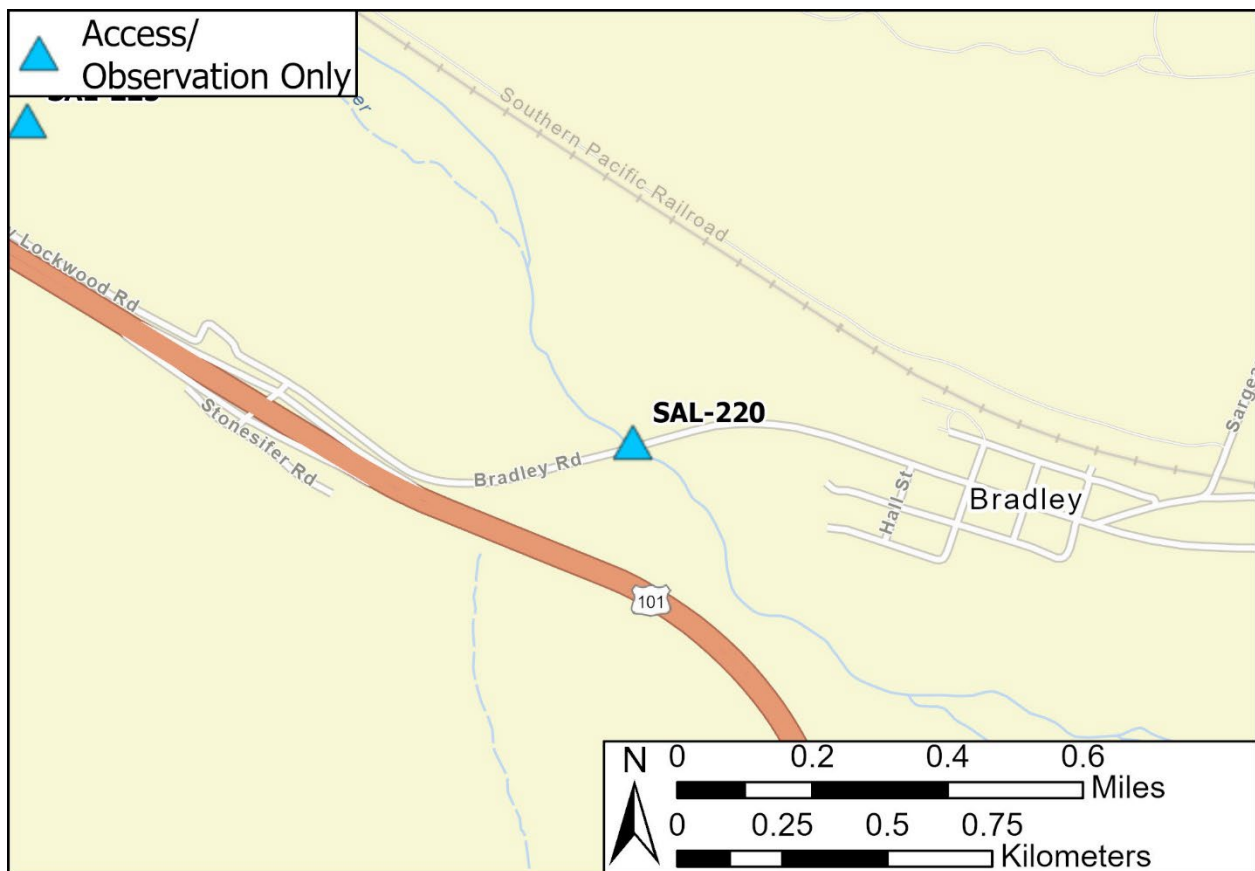 Access/
Observation Only
Southern Pacific Railroad
Lockwood Rd
Stonesifer Rd
SAL-220
Bradley Rd
Hall St
Bradley
101
N
0 0.2 0.4 0.6
Miles
0 0.25 0.5 0.75
Kilometers